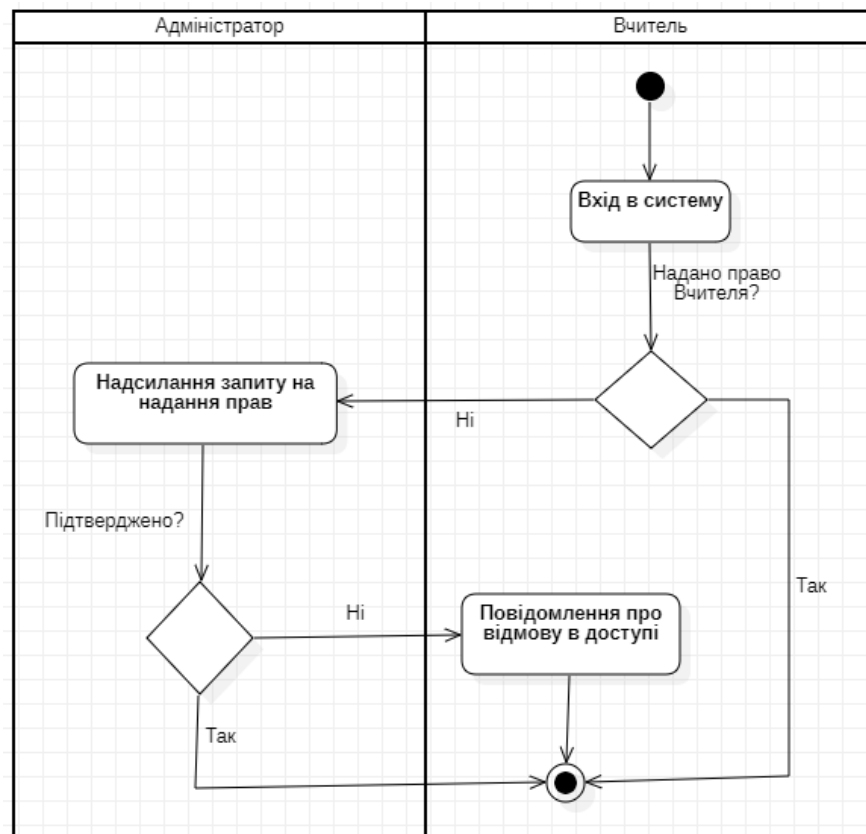 Адміністратор
Вчитель
Вхід в систему
Надано право
Вчителя?
Надсилання запиту на
надання прав
Ні
Підтверджено?
Так
Ні
Повідомлення про
відмову в доступі
Так